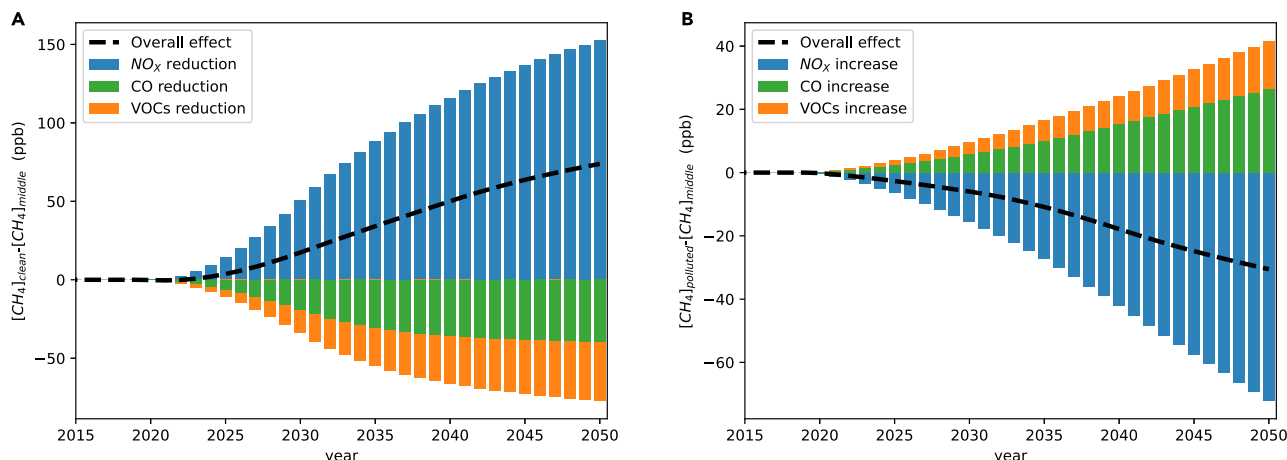 A
[CH₄]clean-[CH₄]middle (ppb)
150
100
50
0
−50
Overall effect
NOX reduction
CO reduction
VOCs reduction
2015 2020 2025 2030 2035 2040 2045 2050
year
B
[CH₄]polluted-[CH₄]middle (ppb)
40
20
0
−20
−40
−60
Overall effect
NOX increase
CO increase
VOCs increase
2015 2020 2025 2030 2035 2040 2045 2050
year